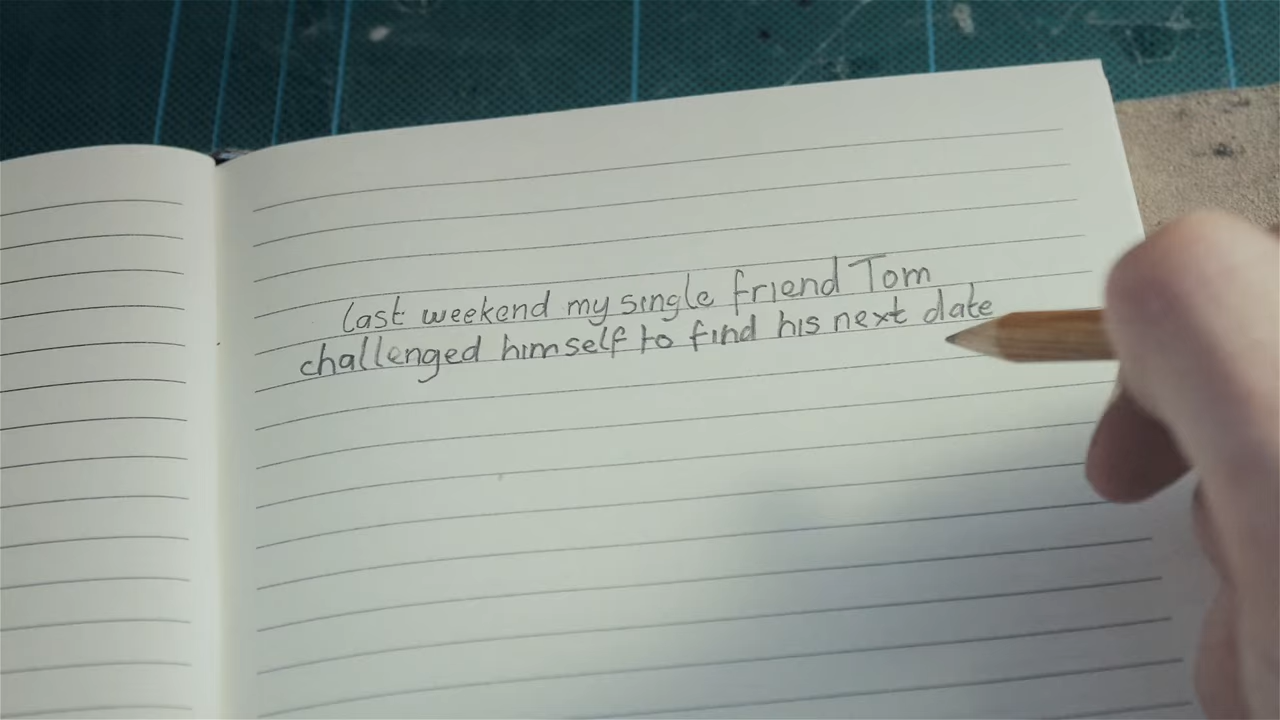 last weekend my single friend Tom
challenged himself to find his next date